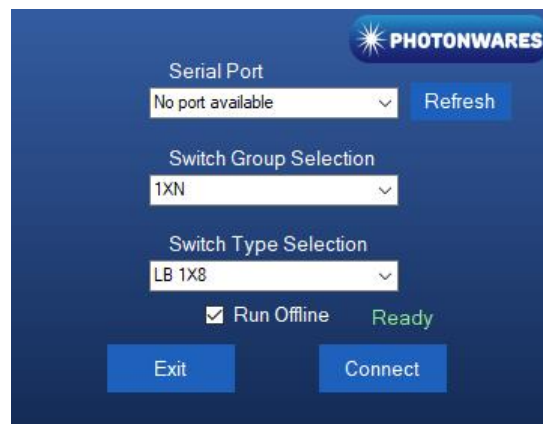 PHOTONWARES
Serial Port
No port available
Refresh
Switch Group Selection
1XN
Switch Type Selection
LB 1X8
Run Offline
Ready
Exit
Connect